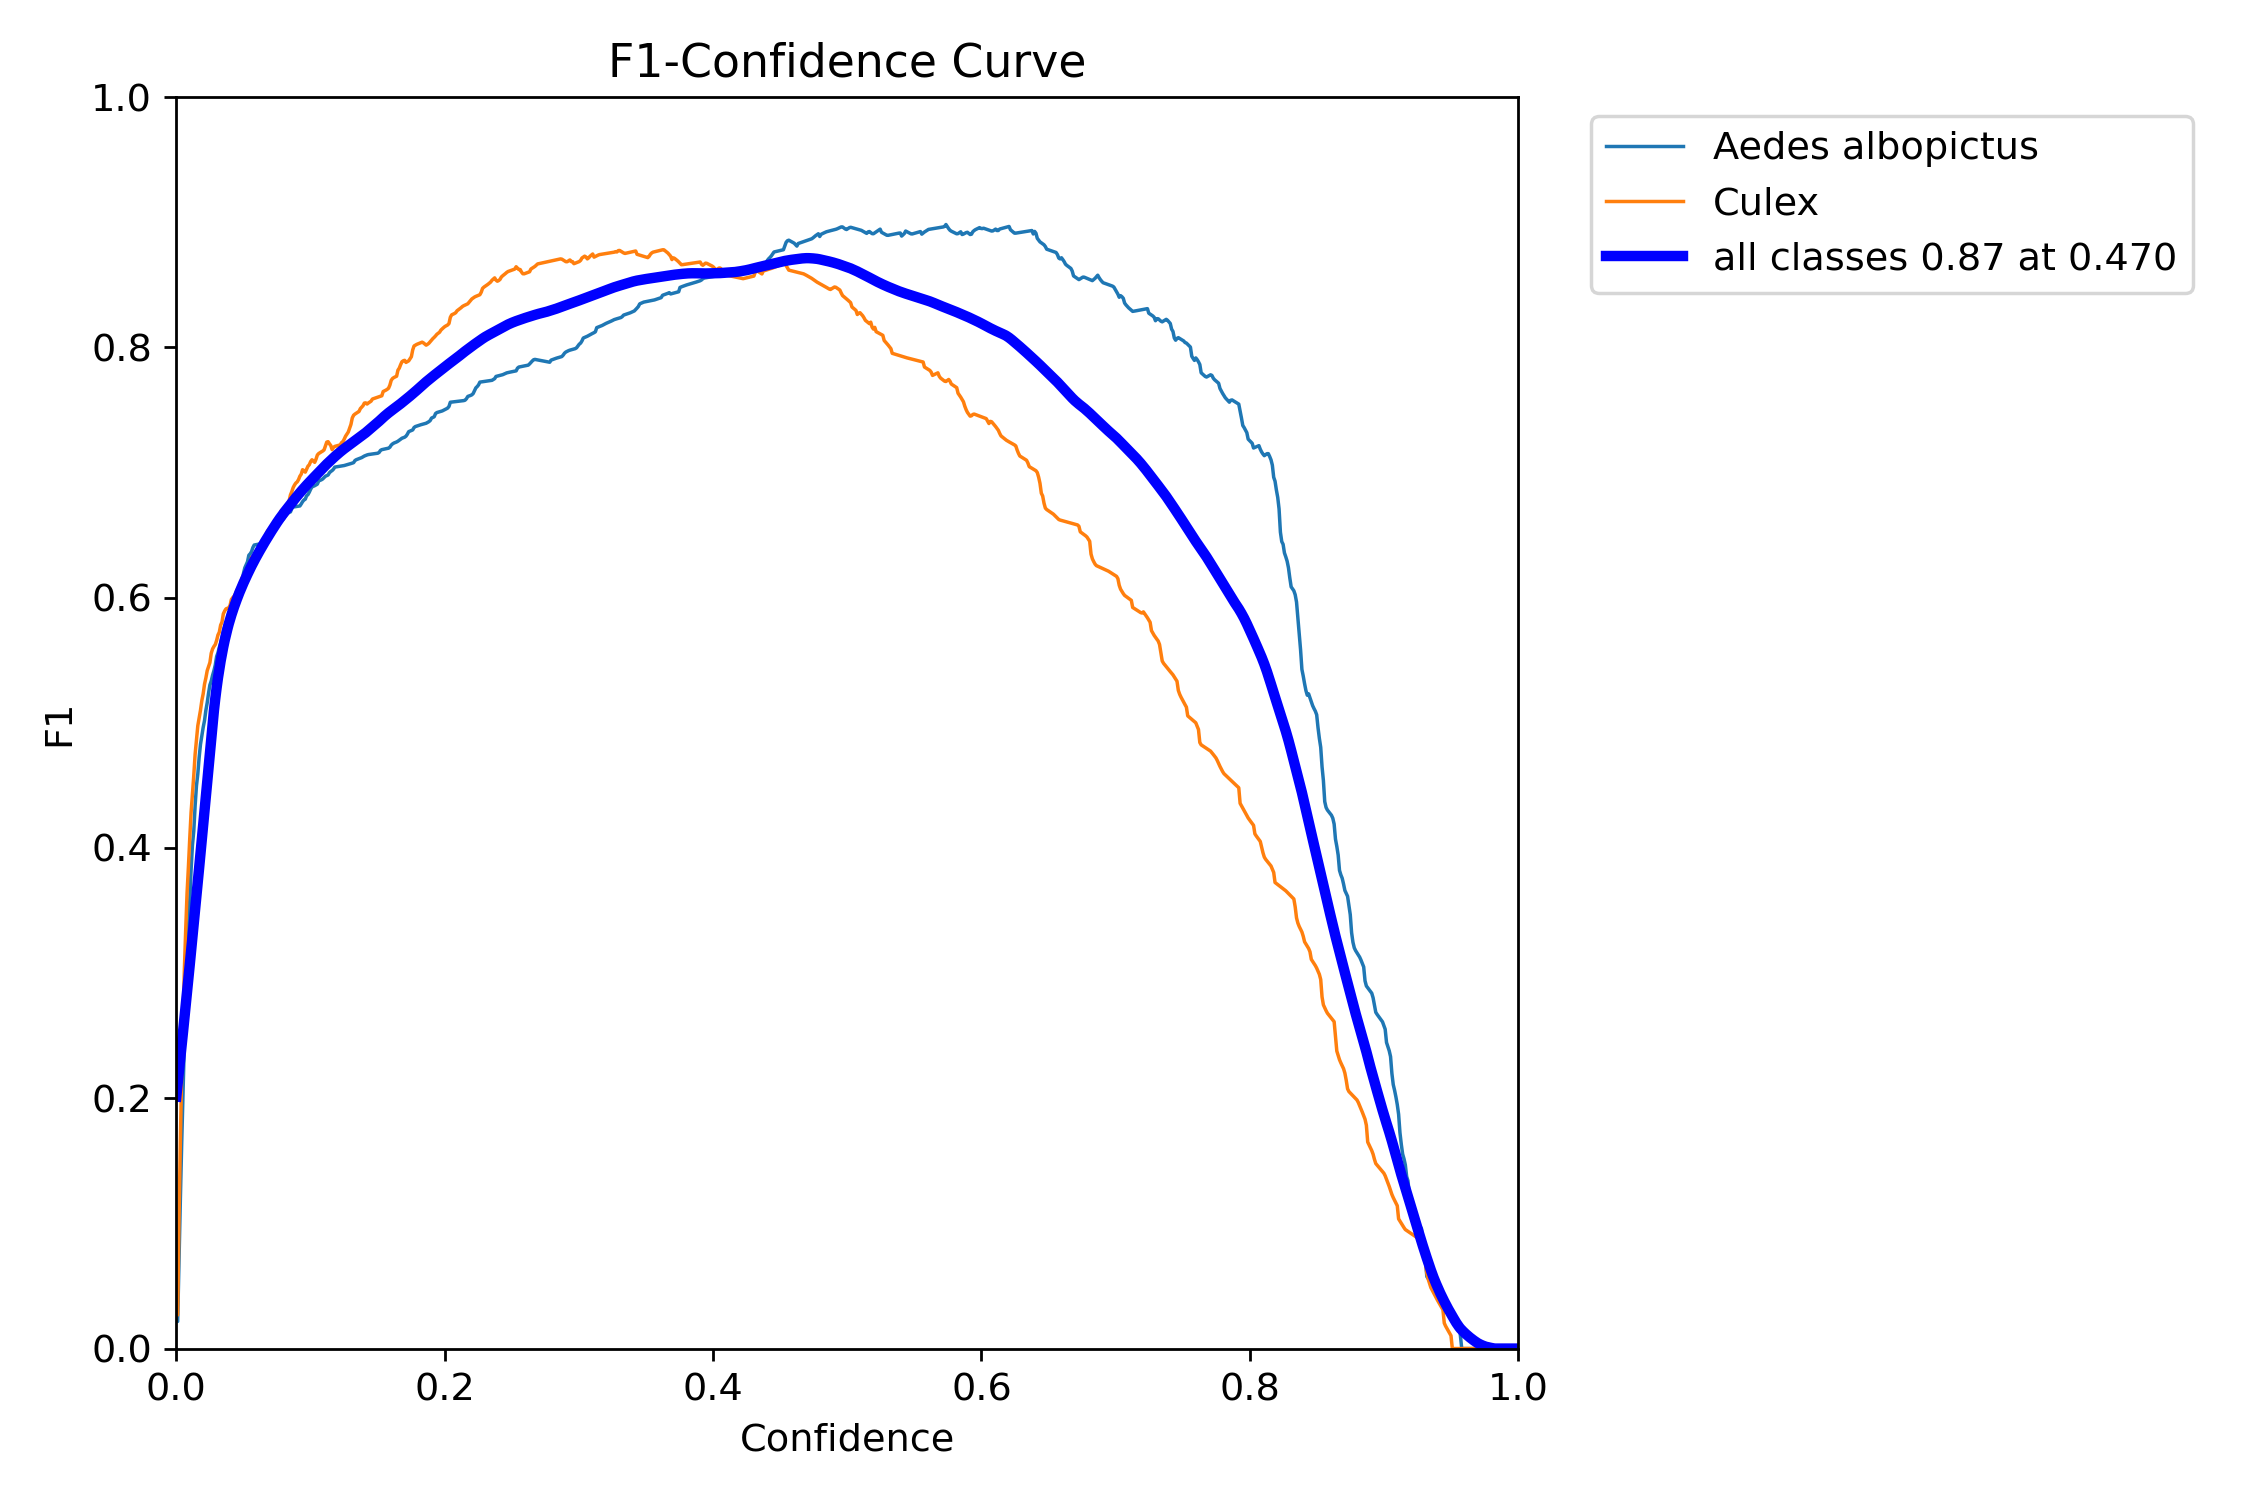 F1-Confidence Curve
1.0
0.8
0.6
0.4
0.2
0.0
F1
0.0 0.2 0.4 0.6 0.8 1.0
Confidence
Aedes albopictus
Culex
all classes 0.87 at 0.470